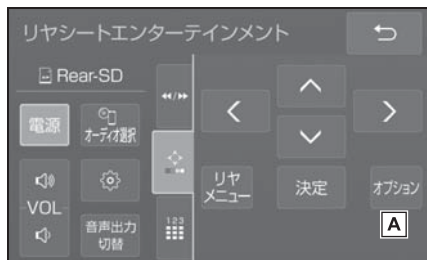 リヤシートエンターテインメント
Rear-SD
電源
オーディオ選択
VOL
音声出力
切替
123
リヤ
メニュー
決定
オプション
A